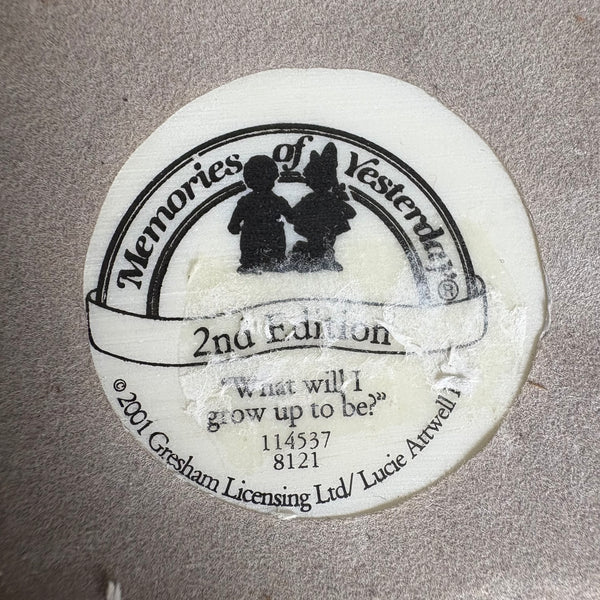 Memories of Yesterday®
2nd Edition
"What will I
grow up to be?"
114537
8121
© 2001 Gresham Licensing Ltd/ Lucie Attwell